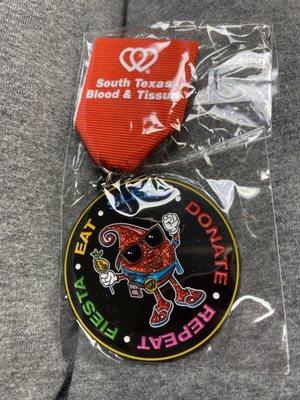 South Texas
Blood & Tissue
EAT • DONATE • REPEAT • FIESTA •